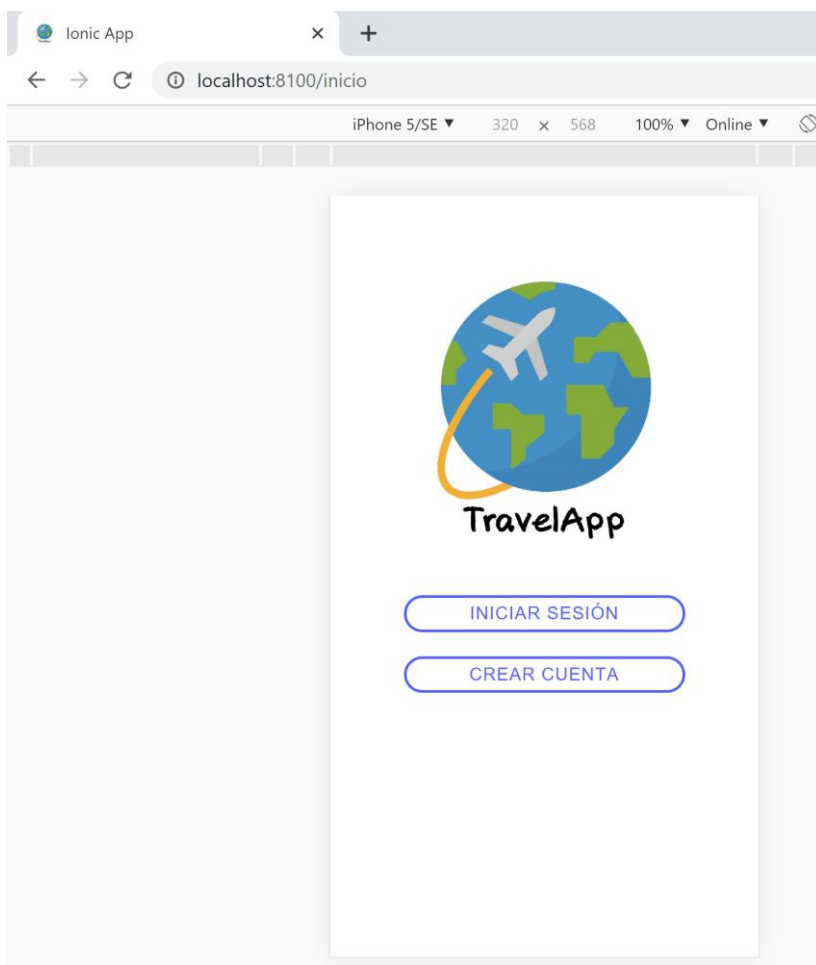 Ionic App
localhost:8100/inicio
iPhone 5/SE ▼ 320 × 568 100% ▼ Online ▼
TravelApp
INICIAR SESIÓN
CREAR CUENTA